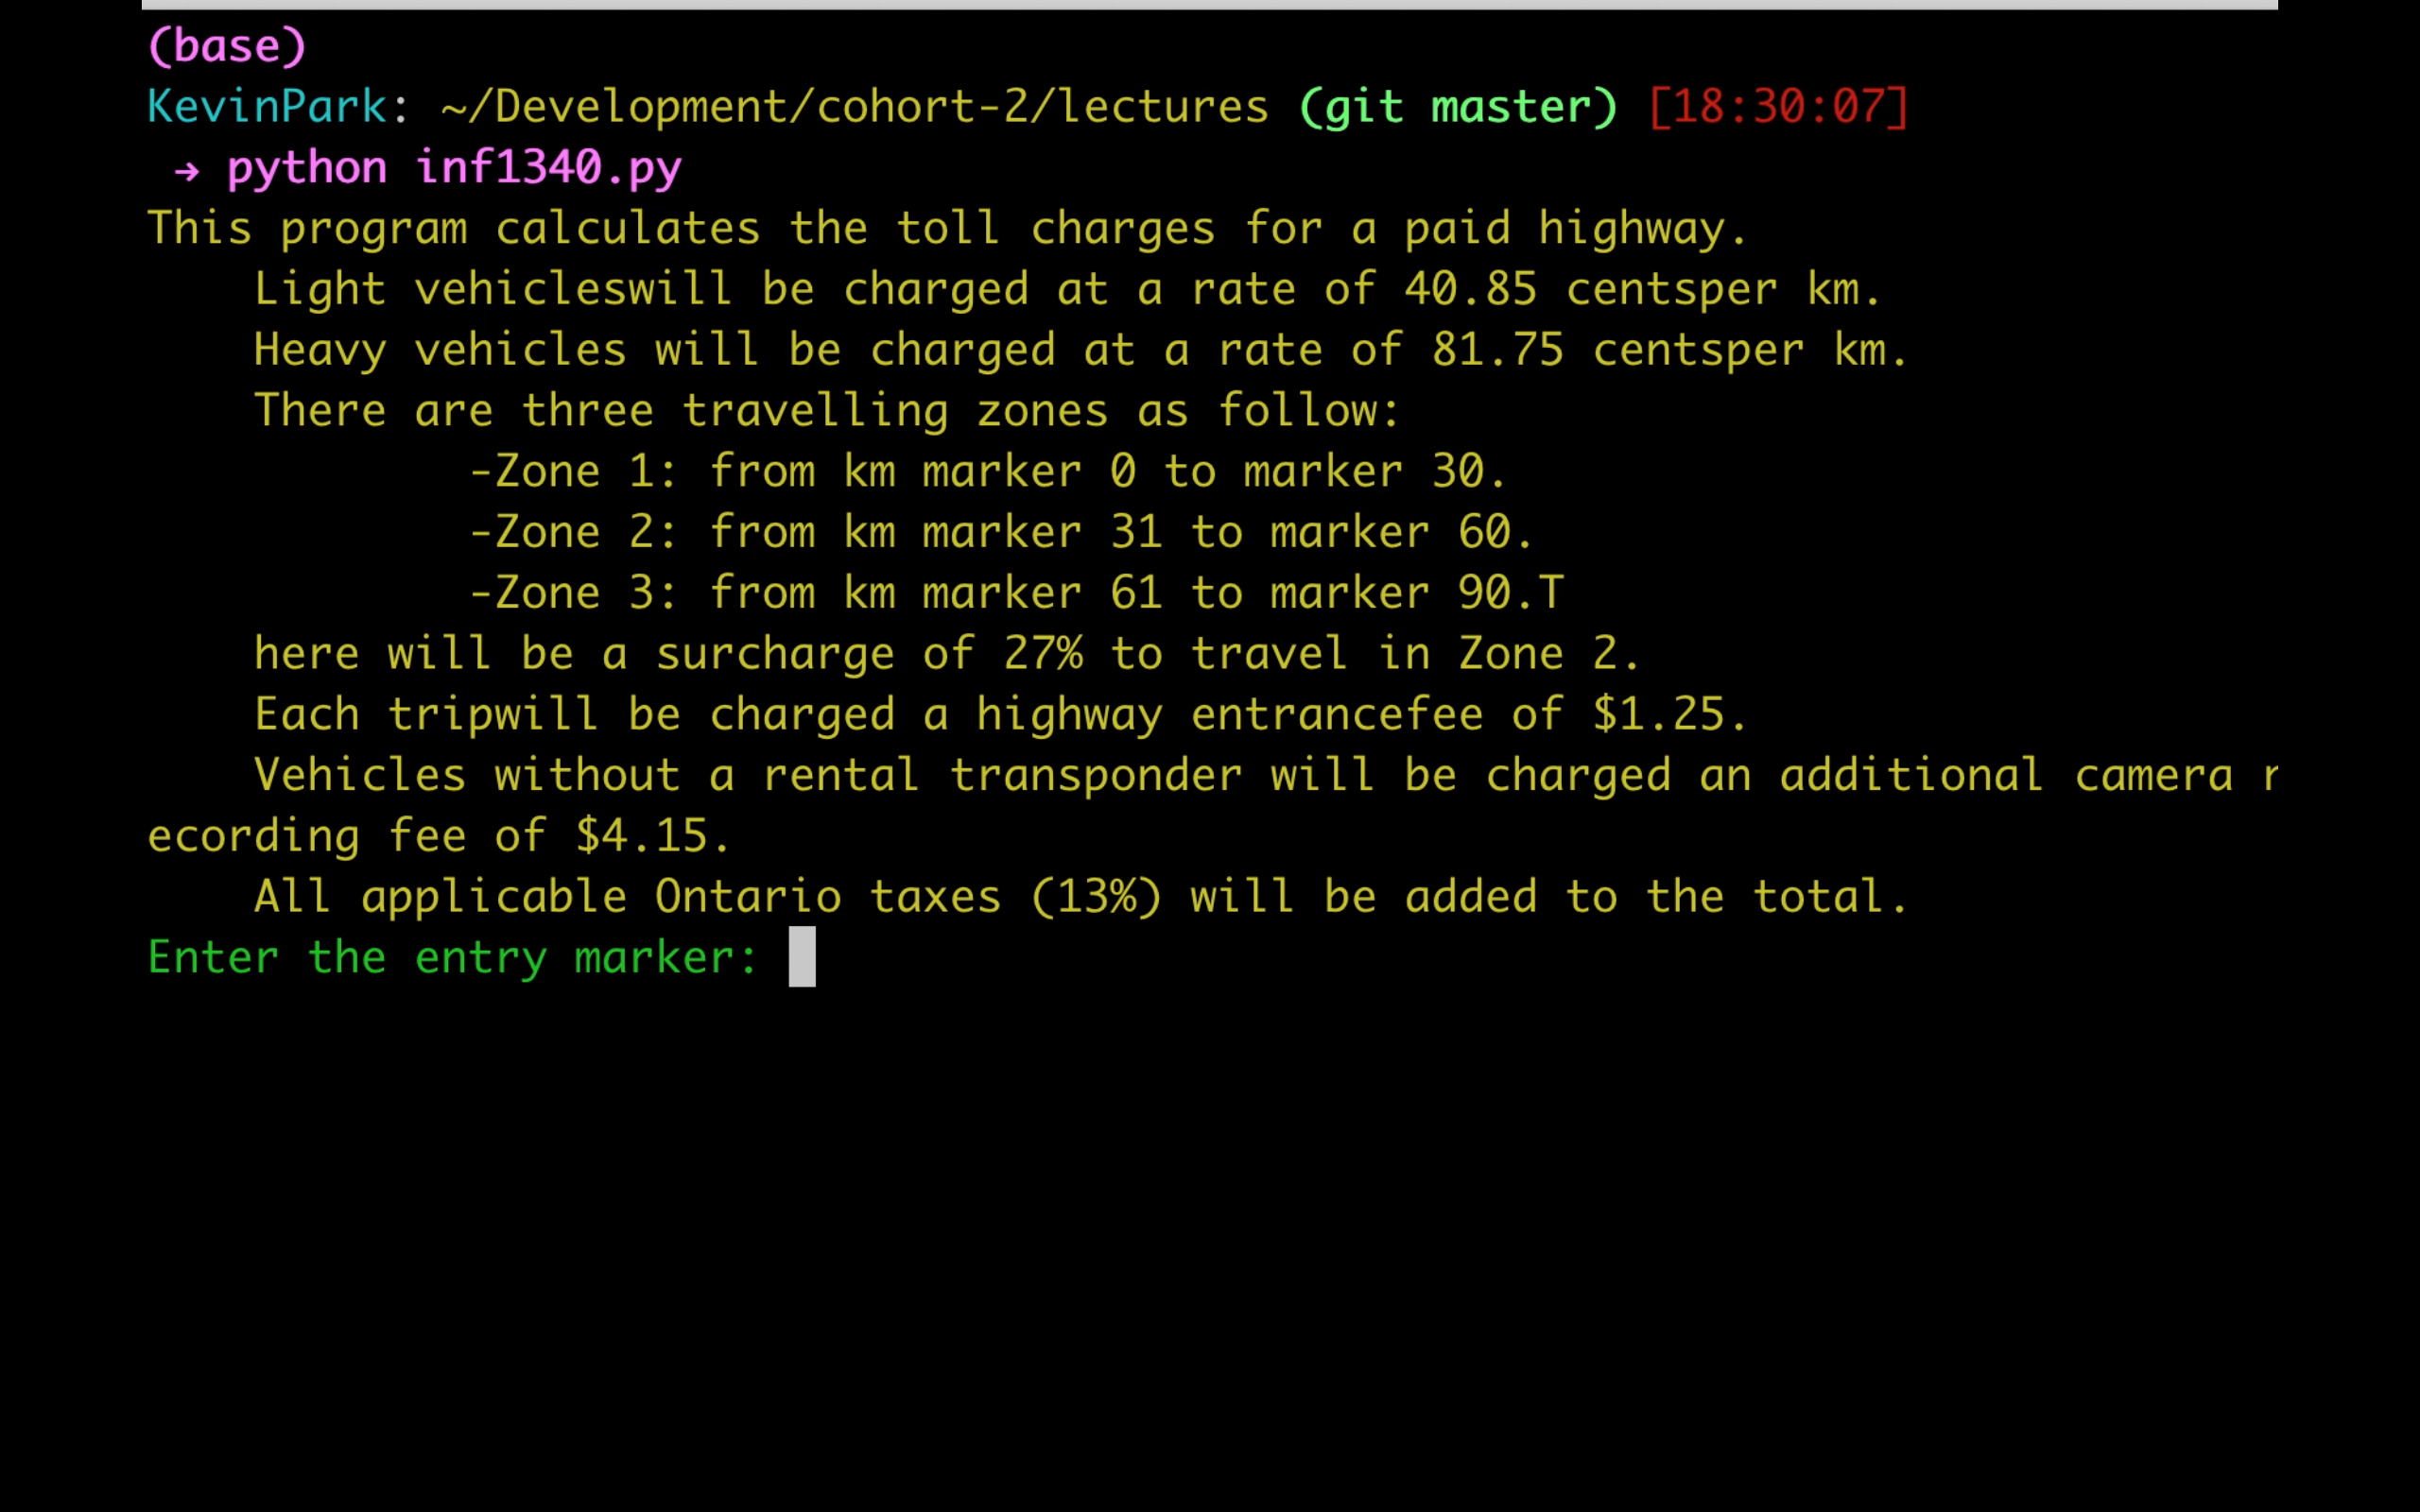 (base)
KevinPark: ~/Development/cohort-2/lectures (git master) [18:30:07]
→ python inf1340.py
This program calculates the toll charges for a paid highway.
Light vehicleswill be charged at a rate of 40.85 centsper km.
Heavy vehicles will be charged at a rate of 81.75 centsper km.
There are three travelling zones as follow:
-Zone 1: from km marker 0 to marker 30.
-Zone 2: from km marker 31 to marker 60.
-Zone 3: from km marker 61 to marker 90.T
here will be a surcharge of 27% to travel in Zone 2.
Each tripwill be charged a highway entrancefee of $1.25.
Vehicles without a rental transponder will be charged an additional camera r
ecording fee of $4.15.
All applicable Ontario taxes (13%) will be added to the total.
Enter the entry marker: